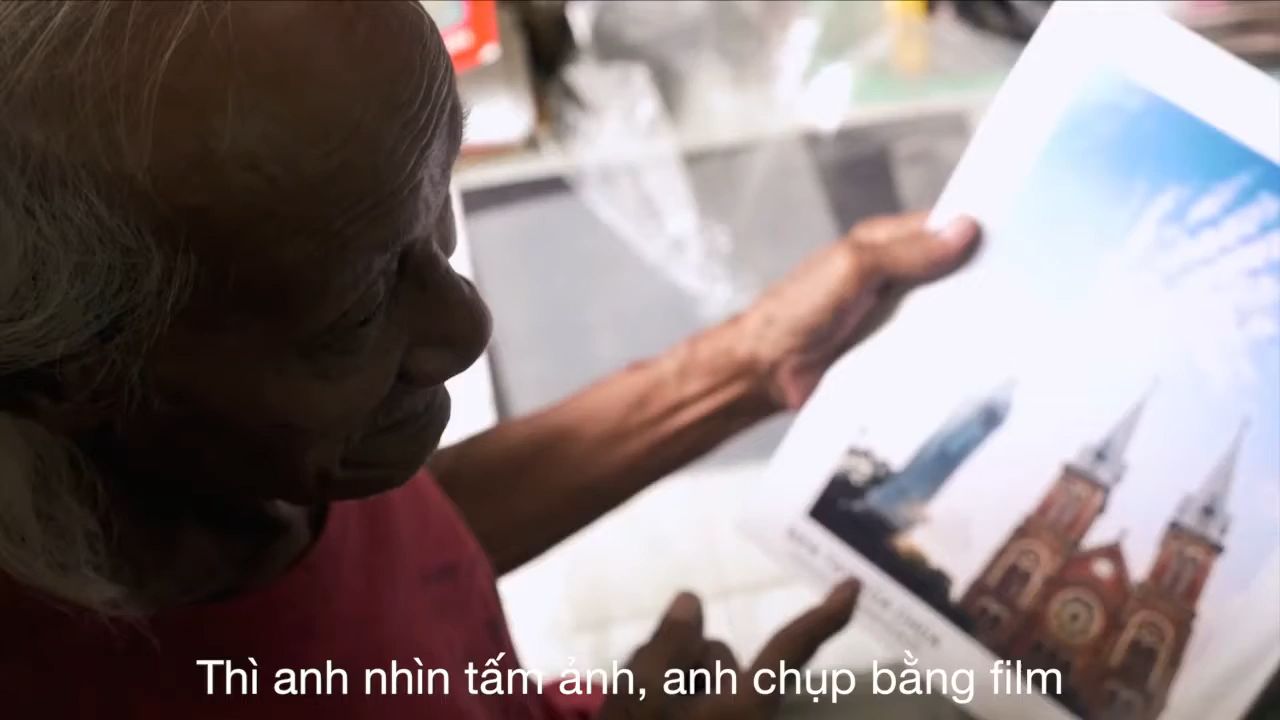 Thì anh nhìn tấm ảnh, anh chụp bằng film